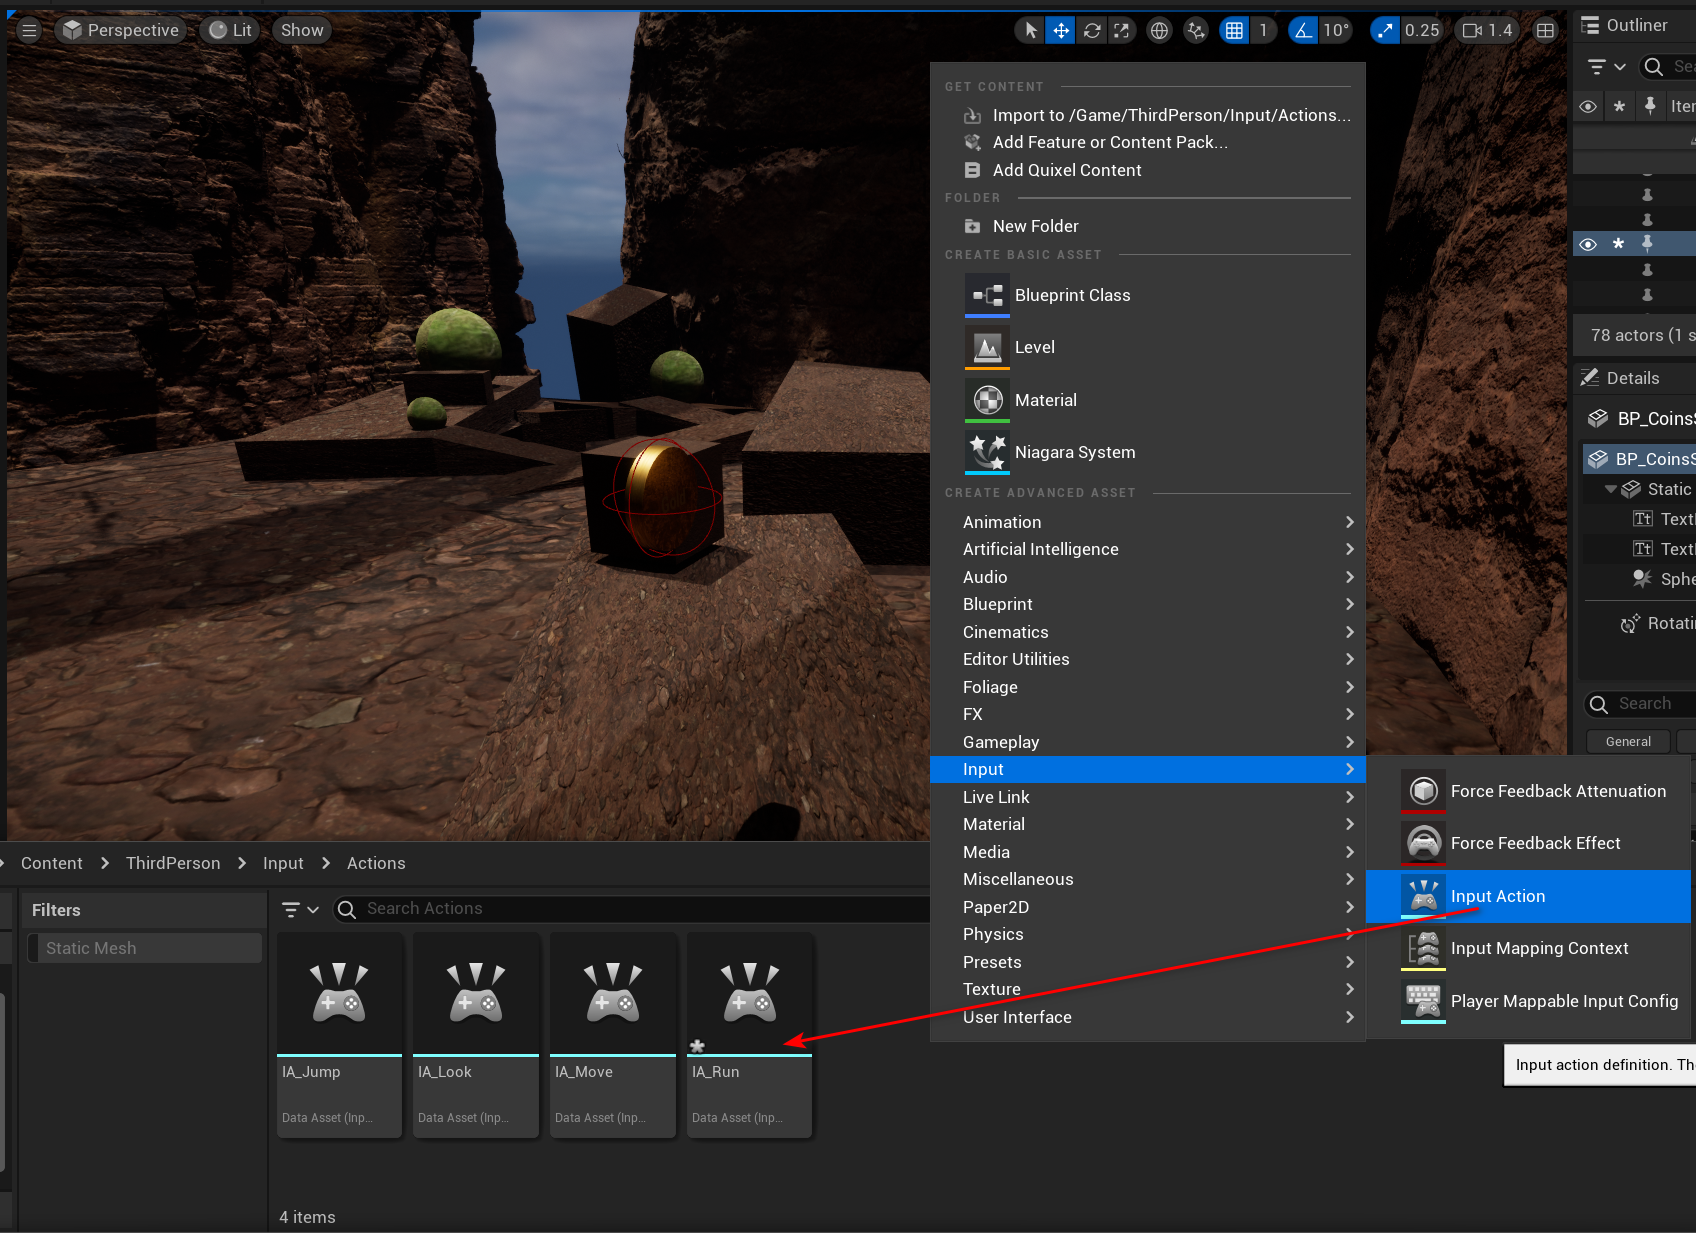 Perspective
Lit
Show
1
10°
0.25
1.4
Outliner
Sea
Iter
GET CONTENT
Import to /Game/ThirdPerson/Input/Actions...
Add Feature or Content Pack...
Add Quixel Content
FOLDER
New Folder
CREATE BASIC ASSET
Blueprint Class
Level
Material
Niagara System
CREATE ADVANCED ASSET
Animation
Artificial Intelligence
Audio
Blueprint
Cinematics
Editor Utilities
Foliage
FX
Gameplay
Input
Live Link
Material
Media
Miscellaneous
Paper2D
Physics
Presets
Texture
User Interface
Force Feedback Attenuation
Force Feedback Effect
Input Action
Input Mapping Context
Player Mappable Input Config
Input action definition. The
78 actors (1 s
Details
BP_CoinsS
BP_CoinsS
Static
Tt Text
Tt Text
Sphe
Rotati
Search
General
Content > ThirdPerson > Input > Actions
Filters
Static Mesh
Search Actions
IA_Jump
Data Asset (Inp...
IA_Look
Data Asset (Inp...
IA_Move
Data Asset (Inp...
IA_Run
Data Asset (Inp...
4 items